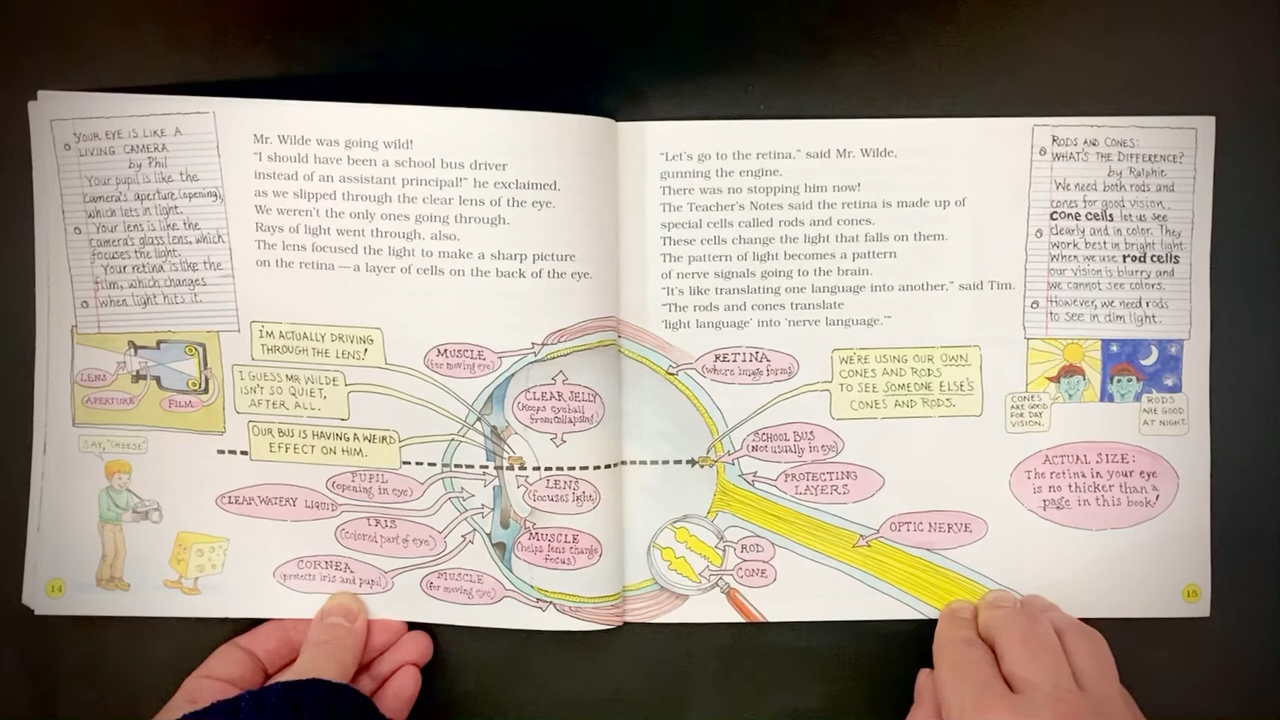 YOUR EYE IS LIKE A
LIVING CAMERA
by Phil
Your pupil is like the
camera's aperture (opening),
which lets in light.
Your lens is like the
camera's glass lens, which
focuses the light.
Your retina is like the
film, which changes
when light hits it.
LENS
APERTURE
FILM
SAY, "CHEESE".
14
Mr. Wilde was going wild!
"I should have been a school bus driver
instead of an assistant principal!" he exclaimed,
as we slipped through the clear lens of the eye.
We weren't the only ones going through.
Rays of light went through, also.
The lens focused the light to make a sharp picture
on the retina — a layer of cells on the back of the eye.
I'M ACTUALLY DRIVING
THROUGH THE LENS!
I GUESS MR. WILDE
ISN'T SO QUIET,
AFTER ALL.
OUR BUS IS HAVING A WEIRD
EFFECT ON HIM.
MUSCLE
(for moving eye)
CLEAR JELLY
(keeps eyeball
from collapsing)
PUPIL
(opening in eye)
CLEAR WATERY LIQUID
IRIS
(colored part of eye)
CORNEA
(protects iris and pupil)
LENS
(focuses light)
MUSCLE
(helps lens change
focus)
MUSCLE
(for moving eye)
"Let's go to the retina," said Mr. Wilde,
gunning the engine.
There was no stopping him now!
The Teacher's Notes said the retina is made up of
special cells called rods and cones.
These cells change the light that falls on them.
The pattern of light becomes a pattern
of nerve signals going to the brain.
"It's like translating one language into another," said Tim.
"The rods and cones translate
'light language' into 'nerve language.'"
RETINA
(where image forms)
WE'RE USING OUR OWN
CONES AND RODS
TO SEE SOMEONE ELSE'S
CONES AND RODS.
SCHOOL BUS
(Not usually in eye)
PROTECTING
LAYERS
OPTIC NERVE
ROD
CONE
RODS AND CONES:
WHAT'S THE DIFFERENCE?
by Ralphie
We need both rods and
cones for good vision.
cone cells let us see
clearly and in color. They
work best in bright light.
When we use rod cells
our vision is blurry and
we cannot see colors.
However, we need rods
to see in dim light.
CONES
ARE GOOD
FOR DAY
VISION.
RODS
ARE GOOD
AT NIGHT.
ACTUAL SIZE:
The retina in your eye
is no thicker than a
page in this book!
15